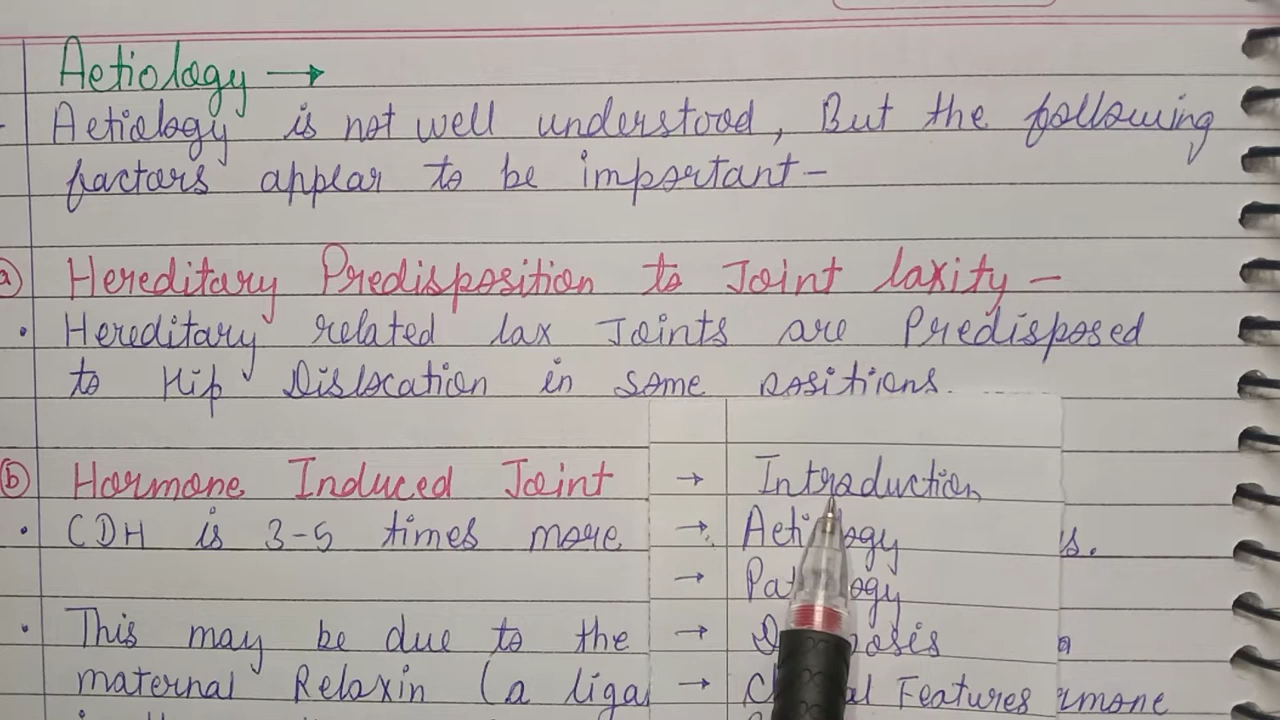 Aetiology →
Aetiology is not well understood, But the following
factors appear to be important –
(a) Hereditary Predisposition to Joint laxity –
• Hereditary related lax Joints are Predisposed
to Hip Dislocation in some positions.
(b) Hormone Induced Joint
• CDH is 3-5 times more
• This may be due to the
maternal Relaxin (a liga
→ Introduction
→ Aetiology
→ Pathology
→ Diagnosis
→ Clinical Features
s.
a
rmone